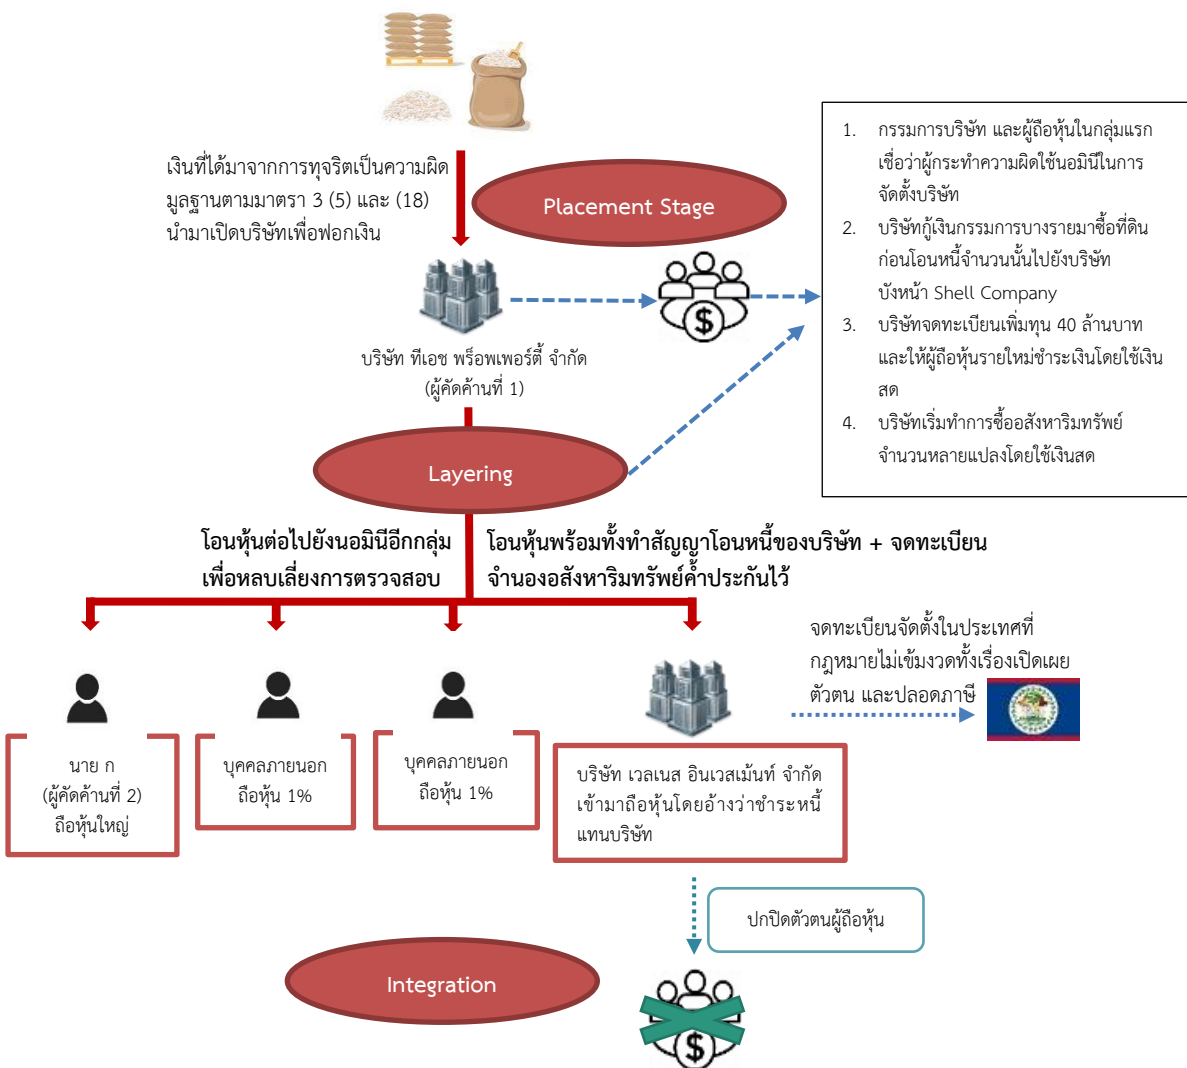 เงินที่ได้มาจากการทุจริตเป็นความผิด
มูลฐานตามมาตรา 3 (5) และ (18)
นำมาเปิดบริษัทเพื่อฟอกเงิน
Placement Stage
บริษัท ทีเอช พร็อพเพอร์ตี้ จำกัด
(ผู้คัดค้านที่ 1)
1. กรรมการบริษัท และผู้ถือหุ้นในกลุ่มแรก
เชื่อว่าผู้กระทำความผิดใช้นอมินีในการ
จัดตั้งบริษัท
2. บริษัทกู้เงินกรรมการบางรายมาซื้อที่ดิน
ก่อนโอนหนี้จำนวนนั้นไปยังบริษัท
บังหน้า Shell Company
3. บริษัทจดทะเบียนเพิ่มทุน 40 ล้านบาท
และให้ผู้ถือหุ้นรายใหม่ชำระเงินโดยใช้เงิน
สด
4. บริษัทเริ่มทำการซื้ออสังหาริมทรัพย์
จำนวนหลายแปลงโดยใช้เงินสด
Layering
โอนหุ้นต่อไปยังนอมินีอีกกลุ่ม
เพื่อหลบเลี่ยงการตรวจสอบ
โอนหุ้นพร้อมทั้งทำสัญญาโอนหนี้ของบริษัท + จดทะเบียน
จำนองอสังหาริมทรัพย์ค้ำประกันไว้
จดทะเบียนจัดตั้งในประเทศที่
กฎหมายไม่เข้มงวดทั้งเรื่องเปิดเผย
ตัวตน และปลอดภาษี
นาย ก
(ผู้คัดค้านที่ 2)
ถือหุ้นใหญ่
บุคคลภายนอก
ถือหุ้น 1%
บุคคลภายนอก
ถือหุ้น 1%
บริษัท เวลเนส อินเวสเม้นท์ จำกัด
เข้ามาถือหุ้นโดยอ้างว่าชำระหนี้
แทนบริษัท
ปกปิดตัวตนผู้ถือหุ้น
Integration